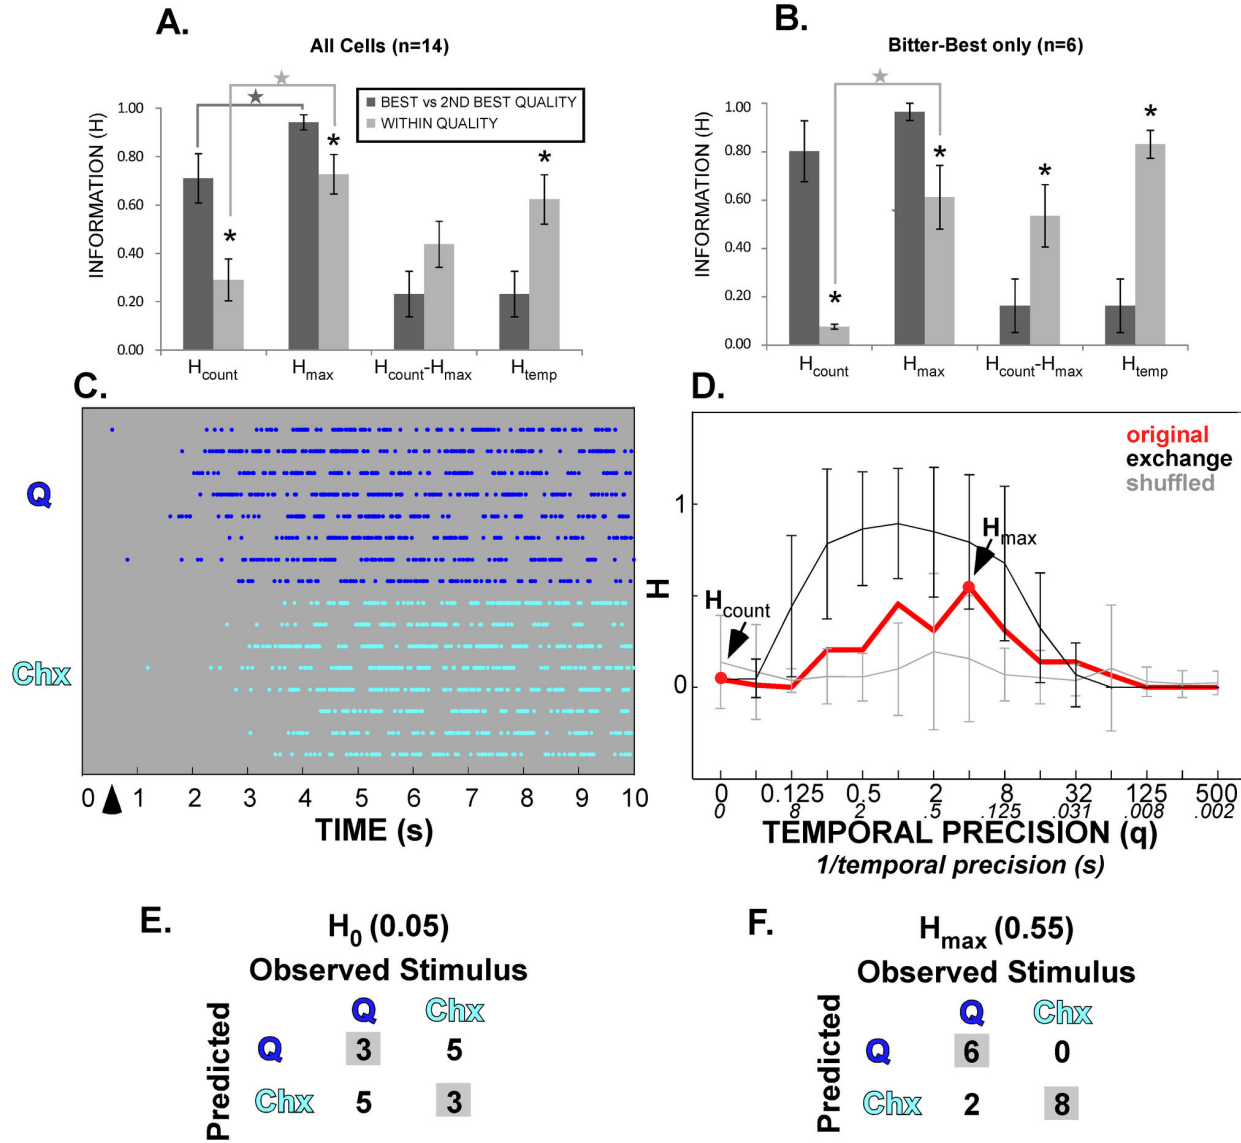 A.
All Cells (n=14)
INFORMATION (H)
1.00
0.80
0.60
0.40
0.20
0.00
BEST vs 2ND BEST QUALITY
WITHIN QUALITY
*
*
*
Hcount
Hmax
Hcount-Hmax
Htemp
B.
Bitter-Best only (n=6)
INFORMATION (H)
1.00
0.80
0.60
0.40
0.20
0.00
*
*
*
*
Hcount
Hmax
Hcount-Hmax
Htemp
C.
Q
Chx
0 1 2 3 4 5 6 7 8 9 10
TIME (s)
D.
original
exchange
shuffled
H
1
0
Hcount
Hmax
0 0.125 0,5 2 8 32 125 500
0 .8 2 .5 .125 .031 .008 .002
TEMPORAL PRECISION (q)
1/temporal precision (s)
E.
H0 (0.05)
Observed Stimulus
Predicted
Q Chx
Q 3 5
Chx 5 3
F.
Hmax (0.55)
Observed Stimulus
Predicted
Q Chx
Q 6 0
Chx 2 8